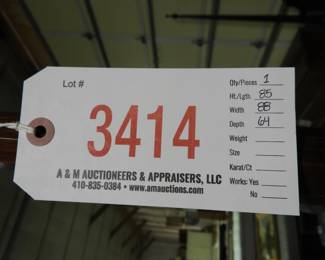 Lot #
3414
A & M AUCTIONEERS & APPRAISERS, LLC
410-835-0384 • www.amauctions.com
Qty/Pieces 1
Ht./Lgth 85
Width 88
Depth 64
Weight
Size
Karat/Ct
Works: Yes
No